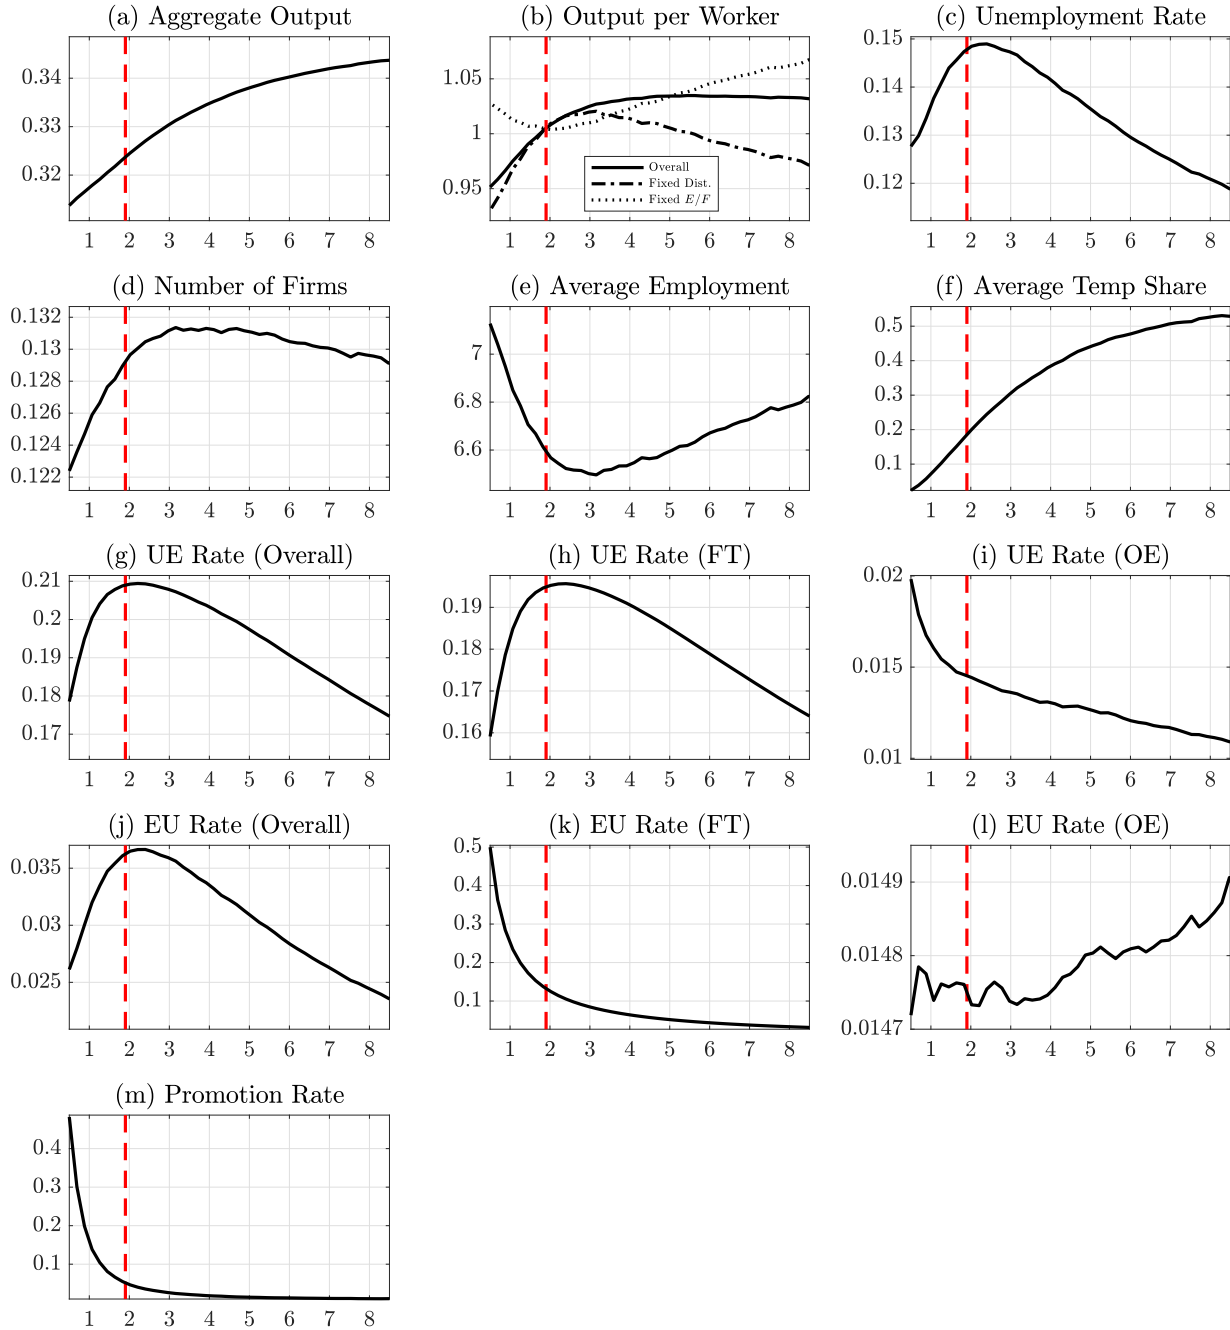 (a) Aggregate Output
0.34
0.33
0.32
1 2 3 4 5 6 7 8
(b) Output per Worker
1.05
1
0.95
Overall
Fixed Dist.
Fixed E/F
1 2 3 4 5 6 7 8
(c) Unemployment Rate
0.15
0.14
0.13
0.12
1 2 3 4 5 6 7 8
(d) Number of Firms
0.132
0.13
0.128
0.126
0.124
0.122
1 2 3 4 5 6 7 8
(e) Average Employment
7
6.8
6.6
1 2 3 4 5 6 7 8
(f) Average Temp Share
0.5
0.4
0.3
0.2
0.1
1 2 3 4 5 6 7 8
(g) UE Rate (Overall)
0.21
0.2
0.19
0.18
0.17
1 2 3 4 5 6 7 8
(h) UE Rate (FT)
0.19
0.18
0.17
0.16
1 2 3 4 5 6 7 8
(i) UE Rate (OE)
0.02
0.015
0.01
1 2 3 4 5 6 7 8
(j) EU Rate (Overall)
0.035
0.03
0.025
1 2 3 4 5 6 7 8
(k) EU Rate (FT)
0.5
0.4
0.3
0.2
0.1
1 2 3 4 5 6 7 8
(l) EU Rate (OE)
0.0149
0.0148
0.0147
1 2 3 4 5 6 7 8
(m) Promotion Rate
0.4
0.3
0.2
0.1
1 2 3 4 5 6 7 8